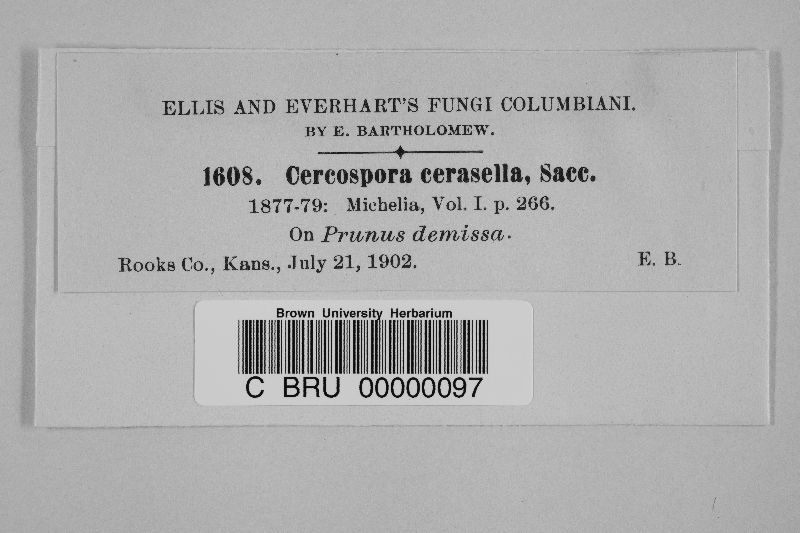 ELLIS AND EVERHART'S FUNGI COLUMBIANI.
BY E. BARTHOLOMEW.
1608. Cercospora cerasella, Sacc.
1877-79: Michelia, Vol. I. p. 266.
On Prunus demissa.
Rooks Co., Kans., July 21, 1902. E. B.
Brown University Herbarium
C BRU 00000097